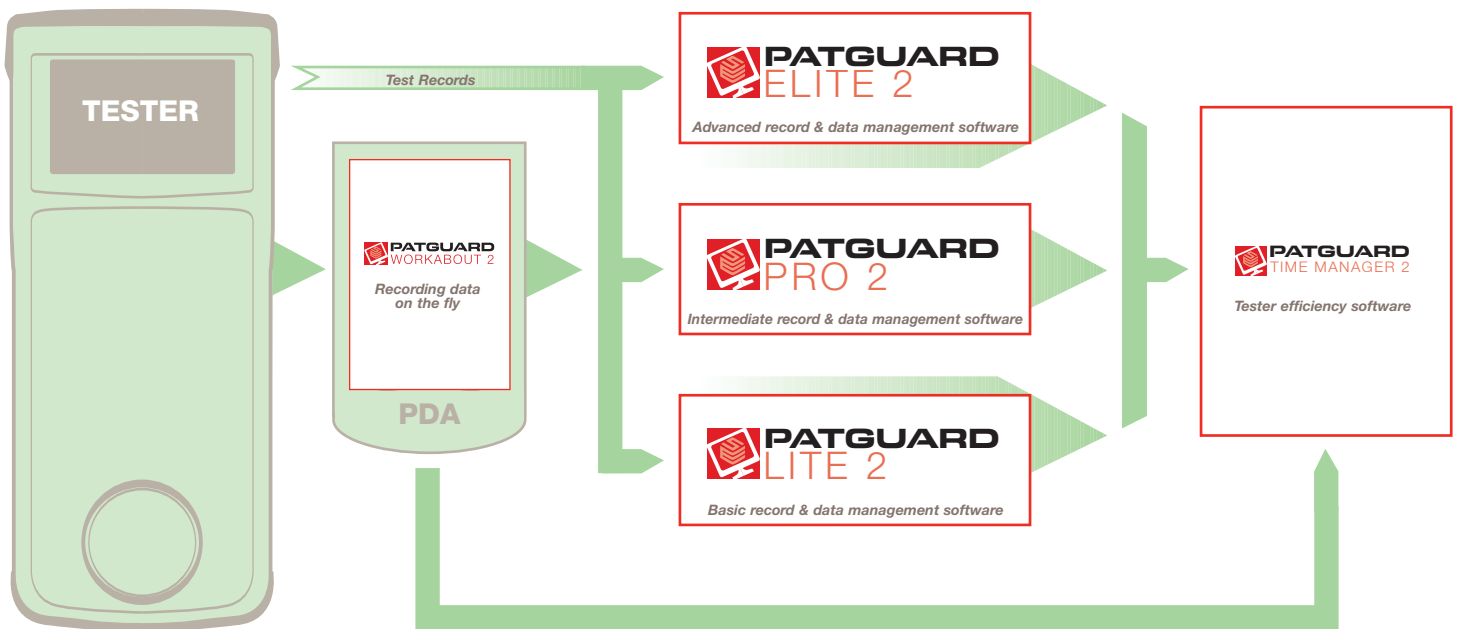 TESTER
Test Records
PATGUARD
WORKABOUT 2
Recording data
on the fly
PDA
PATGUARD
ELITE 2
Advanced record & data management software
PATGUARD
PRO 2
Intermediate record & data management software
PATGUARD
LITE 2
Basic record & data management software
PATGUARD
TIME MANAGER 2
Tester efficiency software